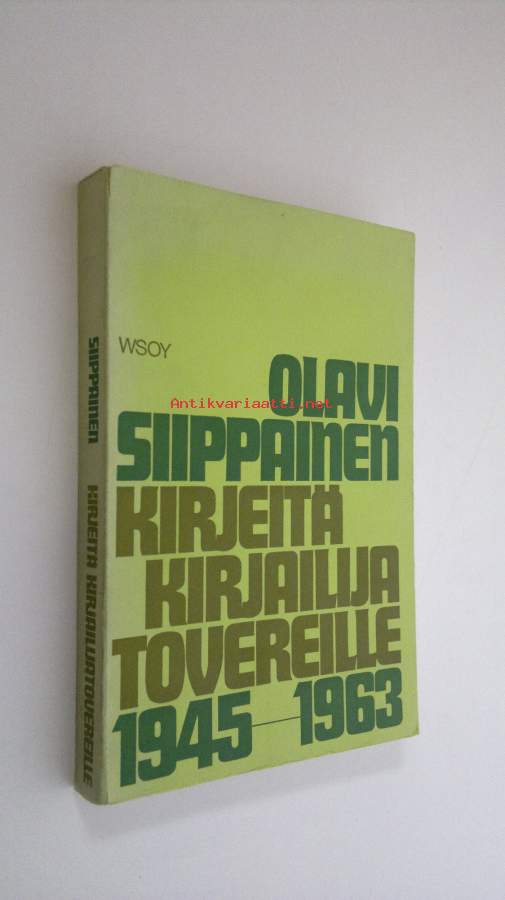 WSOY
OLAVI
Antikvariaatti.net
SIIPPAINEN
KIRJEITÄ
KIRJAILIJA
TOVEREILLE
1945—1963
SIIPPAINEN KIRJEITÄ KIRJAILIJATOVEREILLE